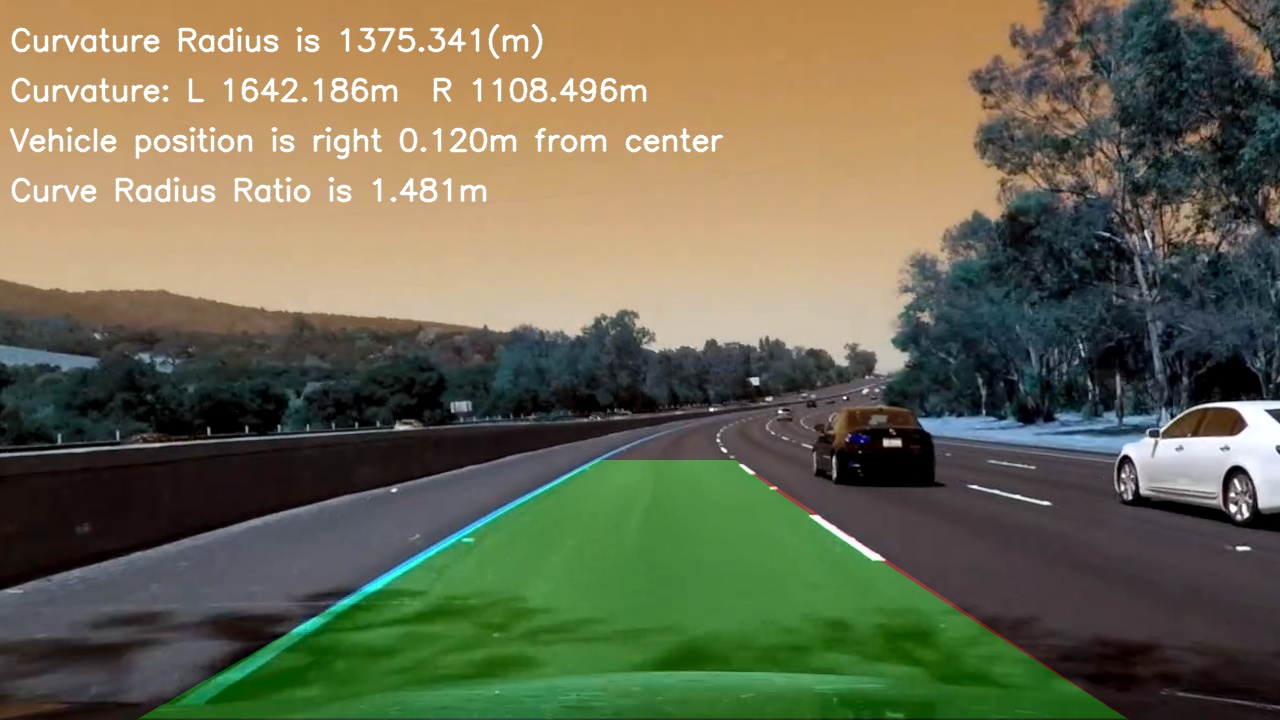 Curvature Radius is 1375.341(m)
Curvature: L 1642.186m R 1108.496m
Vehicle position is right 0.120m from center
Curve Radius Ratio is 1.481m